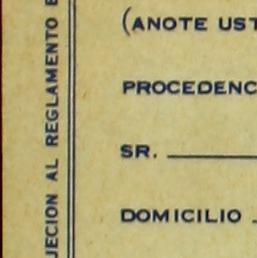 (ANOTE UST
PROCEDENC
SR.
DOMICILIO
JECION AL REGLAMENTO E